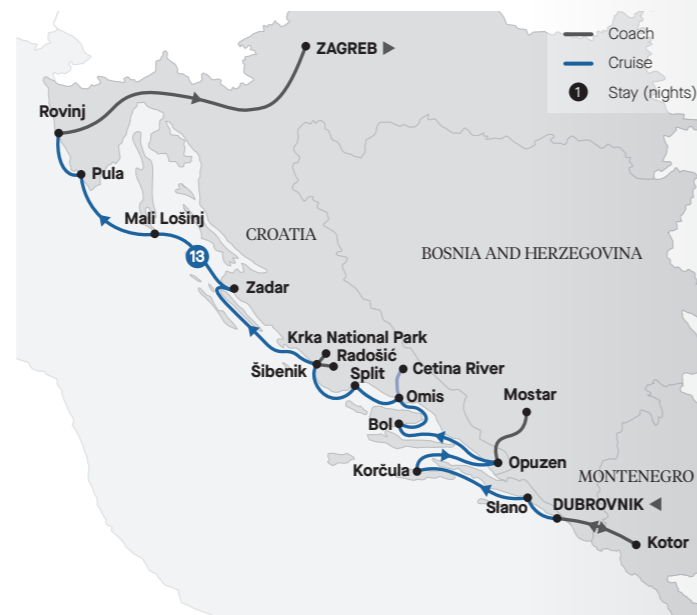 ZAGREB
Coach
Cruise
1 Stay (nights)
Rovinj
Pula
Mali Lošinj
CROATIA
BOSNIA AND HERZEGOVINA
13
Zadar
Krka National Park
Radošić
Šibenik
Split
Cetina River
Omis
Mostar
Bol
Opuzen
Korčula
MONTENEGRO
Slano
DUBROVNIK
Kotor